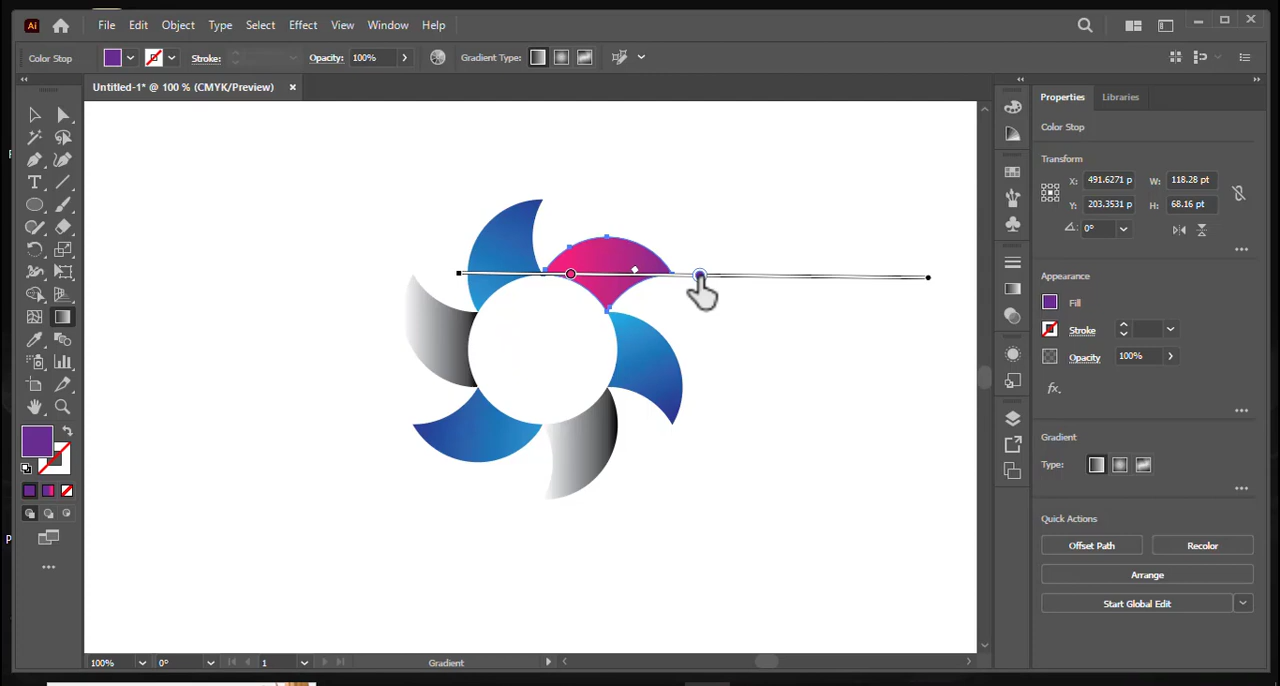 Ai File Edit Object Type Select Effect View Window Help
Color Stop Stroke: Opacity: 100% Gradient Type:
Untitled-1* @ 100 % (CMYK/Preview) ×
Properties Libraries
Color Stop
Transform
X: 491.6271 p W: 118.28 pt
Y: 203.3531 p H: 68.16 pt
0°
Appearance
Fill
Stroke
Opacity 100%
fx.
Gradient
Type:
Quick Actions
Offset Path Recolor
Arrange
Start Global Edit
100% 0° 1 Gradient